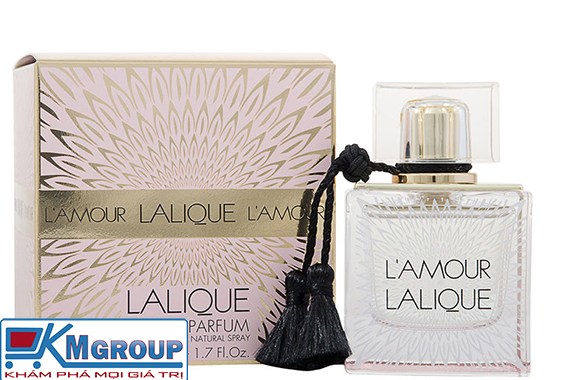 L'AMOUR LALIQUE L'AMOUR
LALIQUE
PARFUM
NATURAL SPRAY
1.7 Fl.Oz.
L'AMOUR
LALIQUE
KMGROUP
KHÁM PHÁ MỌI GIÁ TRỊ